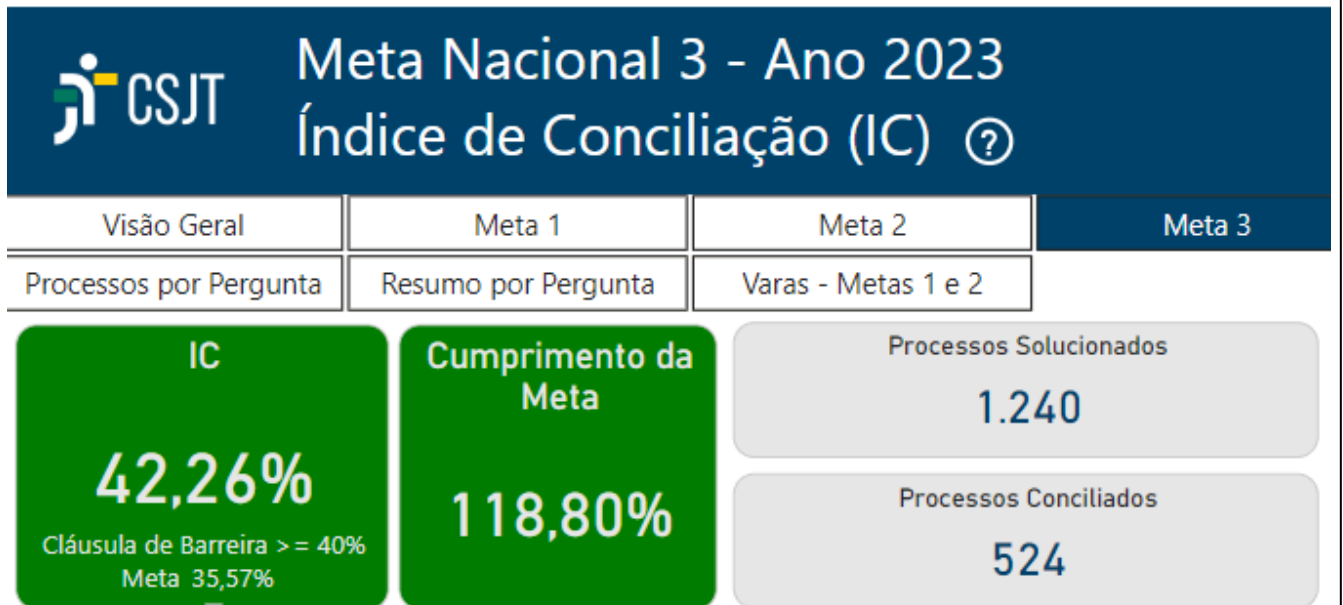 CSJT
Meta Nacional 3 - Ano 2023
Índice de Conciliação (IC) ?
Visão Geral
Meta 1
Meta 2
Meta 3
Processos por Pergunta
Resumo por Pergunta
Varas - Metas 1 e 2
IC
42,26%
Cláusula de Barreira >= 40%
Meta 35,57%
Cumprimento da
Meta
118,80%
Processos Solucionados
1.240
Processos Conciliados
524